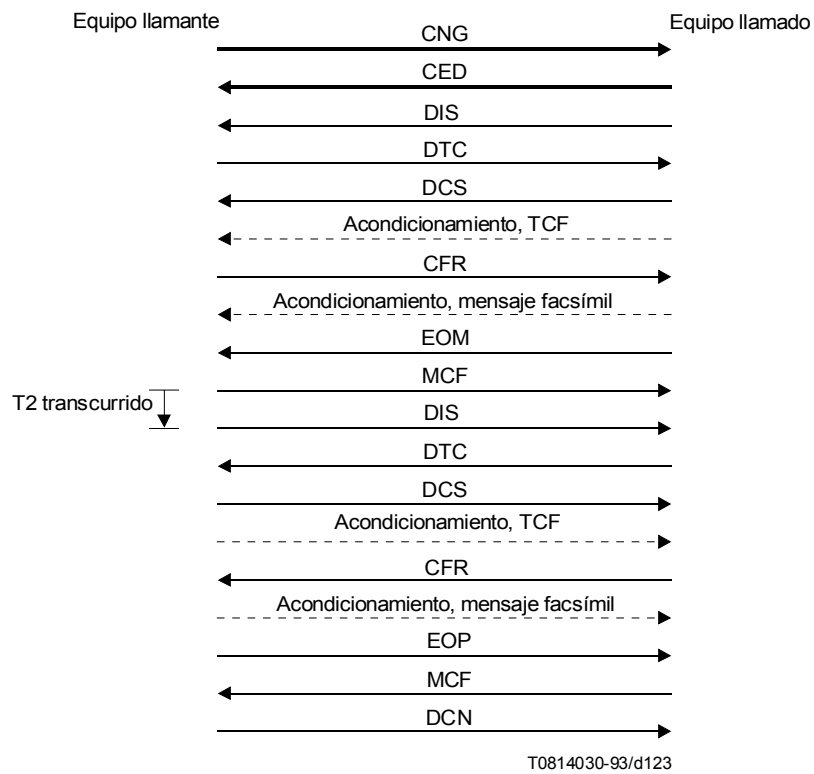 Equipo llamante
Equipo llamado
CNG
CED
DIS
DTC
DCS
Acondicionamiento, TCF
CFR
Acondicionamiento, mensaje facsímil
EOM
MCF
T2 transcurrido
DIS
DTC
DCS
Acondicionamiento, TCF
CFR
Acondicionamiento, mensaje facsímil
EOP
MCF
DCN
T0814030-93/d123